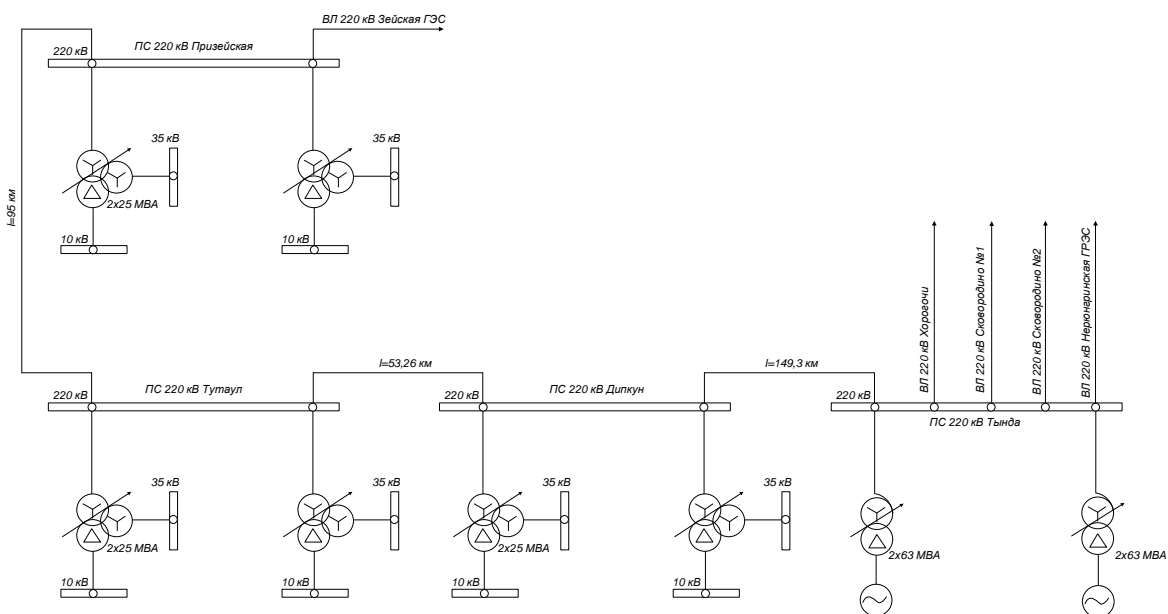 ВЛ 220 кВ Зейская ГЭС
ПС 220 кВ Призейская
220 кВ
35 кВ
35 кВ
2х25 МВА
10 кВ
10 кВ
l=95 км
ВЛ 220 кВ Хорогочи
ВЛ 220 кВ Сковородино №1
ВЛ 220 кВ Сковородино №2
ВЛ 220 кВ Нерюнгринская ГРЭС
l=53,26 км
l=149,3 км
220 кВ
ПС 220 кВ Тутаул
220 кВ
ПС 220 кВ Дипкун
220 кВ
ПС 220 кВ Тында
35 кВ
35 кВ
35 кВ
35 кВ
2х25 МВА
2х25 МВА
2х63 МВА
2х63 МВА
10 кВ
10 кВ
10 кВ
10 кВ